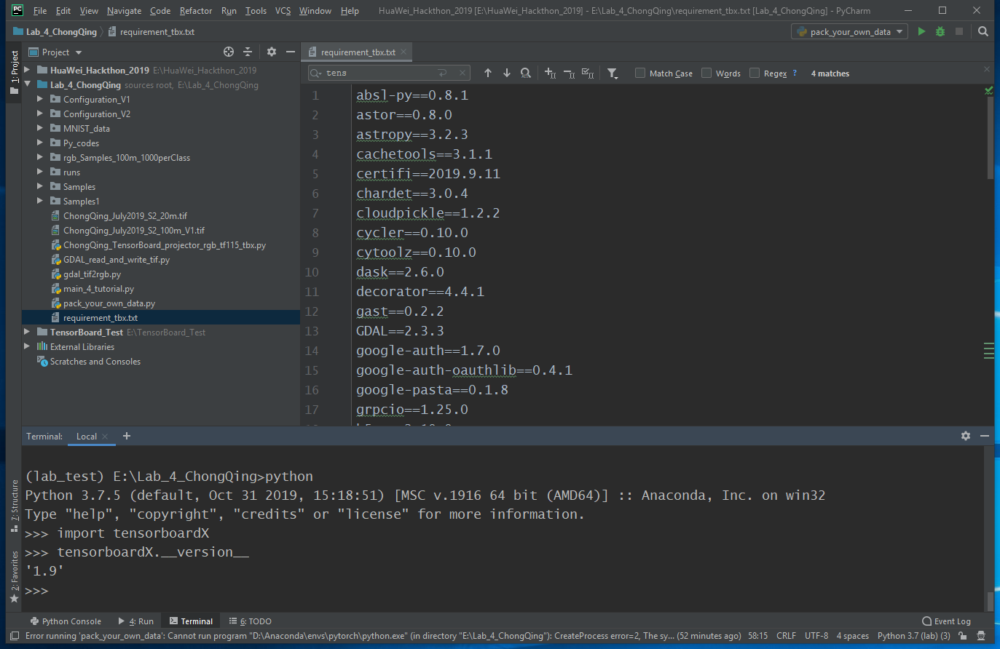 PC File Edit View Navigate Code Refactor Run Tools VCS Window Help HuaWei_Hackthon_2019 [E:\HuaWei_Hackthon_2019] - E:\Lab_4_ChongQing\requirement_tbx.txt [Lab_4_ChongQing] - PyCharm
Lab_4_ChongQing requirement_tbx.txt pack_your_own_data
1: Project
Project
HuaWei_Hackthon_2019 E:\HuaWei_Hackthon_2019
Lab_4_ChongQing sources root, E:\Lab_4_ChongQing
Configuration_V1
Configuration_V2
MNIST_data
Py_codes
rgb_Samples_100m_1000perClass
runs
Samples
Samples1
ChongQing_July2019_S2_20m.tif
ChongQing_July2019_S2_100m_V1.tif
ChongQing_TensorBoard_projector_rgb_tf115_tbx.py
GDAL_read_and_write_tif.py
gdal_tif2rgb.py
main_4_tutorial.py
pack_your_own_data.py
requirement_tbx.txt
TensorBoard_Test E:\TensorBoard_Test
External Libraries
Scratches and Consoles
requirement_tbx.txt
tens Match Case Words Regex ? 4 matches
1 absl-py==0.8.1
2 astor==0.8.0
3 astropy==3.2.3
4 cachetools==3.1.1
5 certifi==2019.9.11
6 chardet==3.0.4
7 cloudpickle==1.2.2
8 cycler==0.10.0
9 cytoolz==0.10.0
10 dask==2.6.0
11 decorator==4.4.1
12 gast==0.2.2
13 GDAL==2.3.3
14 google-auth==1.7.0
15 google-auth-oauthlib==0.4.1
16 google-pasta==0.1.8
17 grpcio==1.25.0
Terminal: Local +
(lab_test) E:\Lab_4_ChongQing>python
Python 3.7.5 (default, Oct 31 2019, 15:18:51) [MSC v.1916 64 bit (AMD64)] :: Anaconda, Inc. on win32
Type "help", "copyright", "credits" or "license" for more information.
>>> import tensorboardX
>>> tensorboardX.__version__
'1.9'
>>>
7: Structure
2: Favorites
Python Console 4: Run Terminal 6: TODO Event Log
Error running 'pack_your_own_data': Cannot run program "D:\Anaconda\envs\pytorch\python.exe" (in directory "E:\Lab_4_ChongQing"): CreateProcess error=2, The sy... (52 minutes ago) 58:15 CRLF UTF-8 4 spaces Python 3.7 (lab) (3)